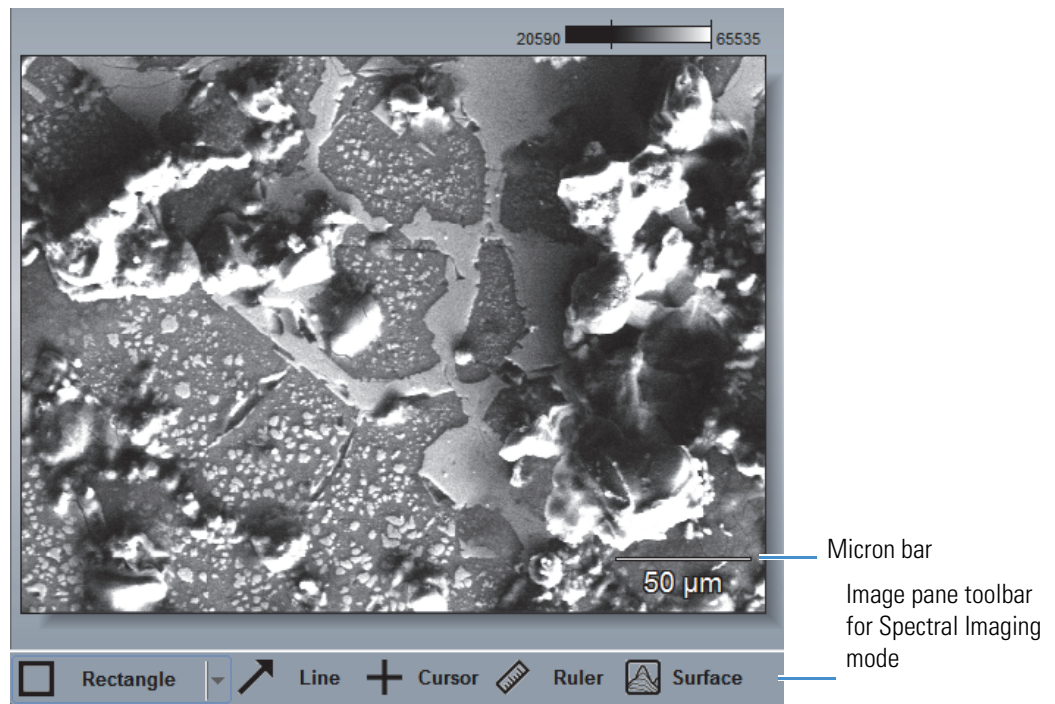 20590 65535
50 µm
Micron bar
Image pane toolbar
for Spectral Imaging
mode
Rectangle Line Cursor Ruler Surface